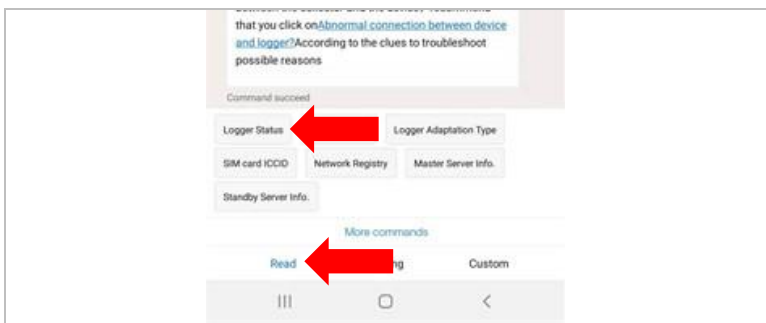 that you click onAbnormal connection between device
and logger?According to the clues to troubleshoot
possible reasons
Command succeed
Logger Status Logger Adaptation Type
SIM card ICCID Network Registry Master Server Info.
Standby Server Info.
More commands
Read ng Custom